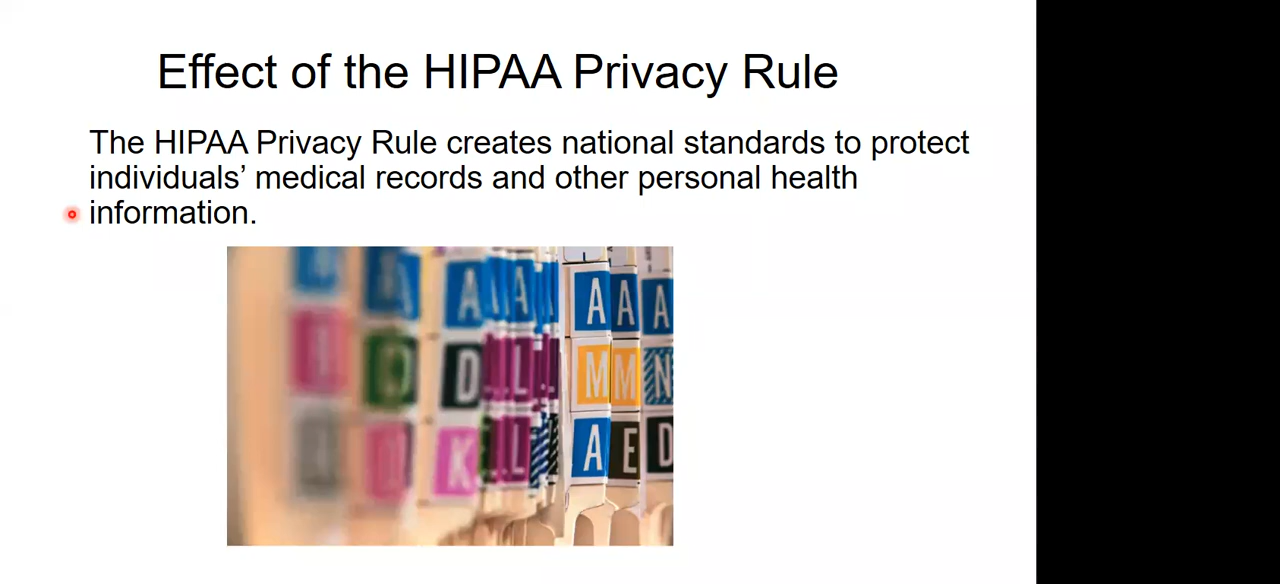 Effect of the HIPAA Privacy Rule
The HIPAA Privacy Rule creates national standards to protect
individuals’ medical records and other personal health
information.
A A A A A
D L M M N
K L A E D